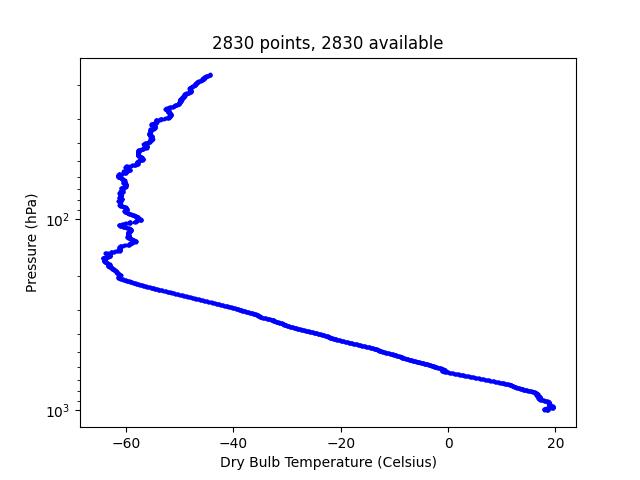 2830 points, 2830 available
Pressure (hPa)
10²
10³
−60
−40
−20
0
20
Dry Bulb Temperature (Celsius)